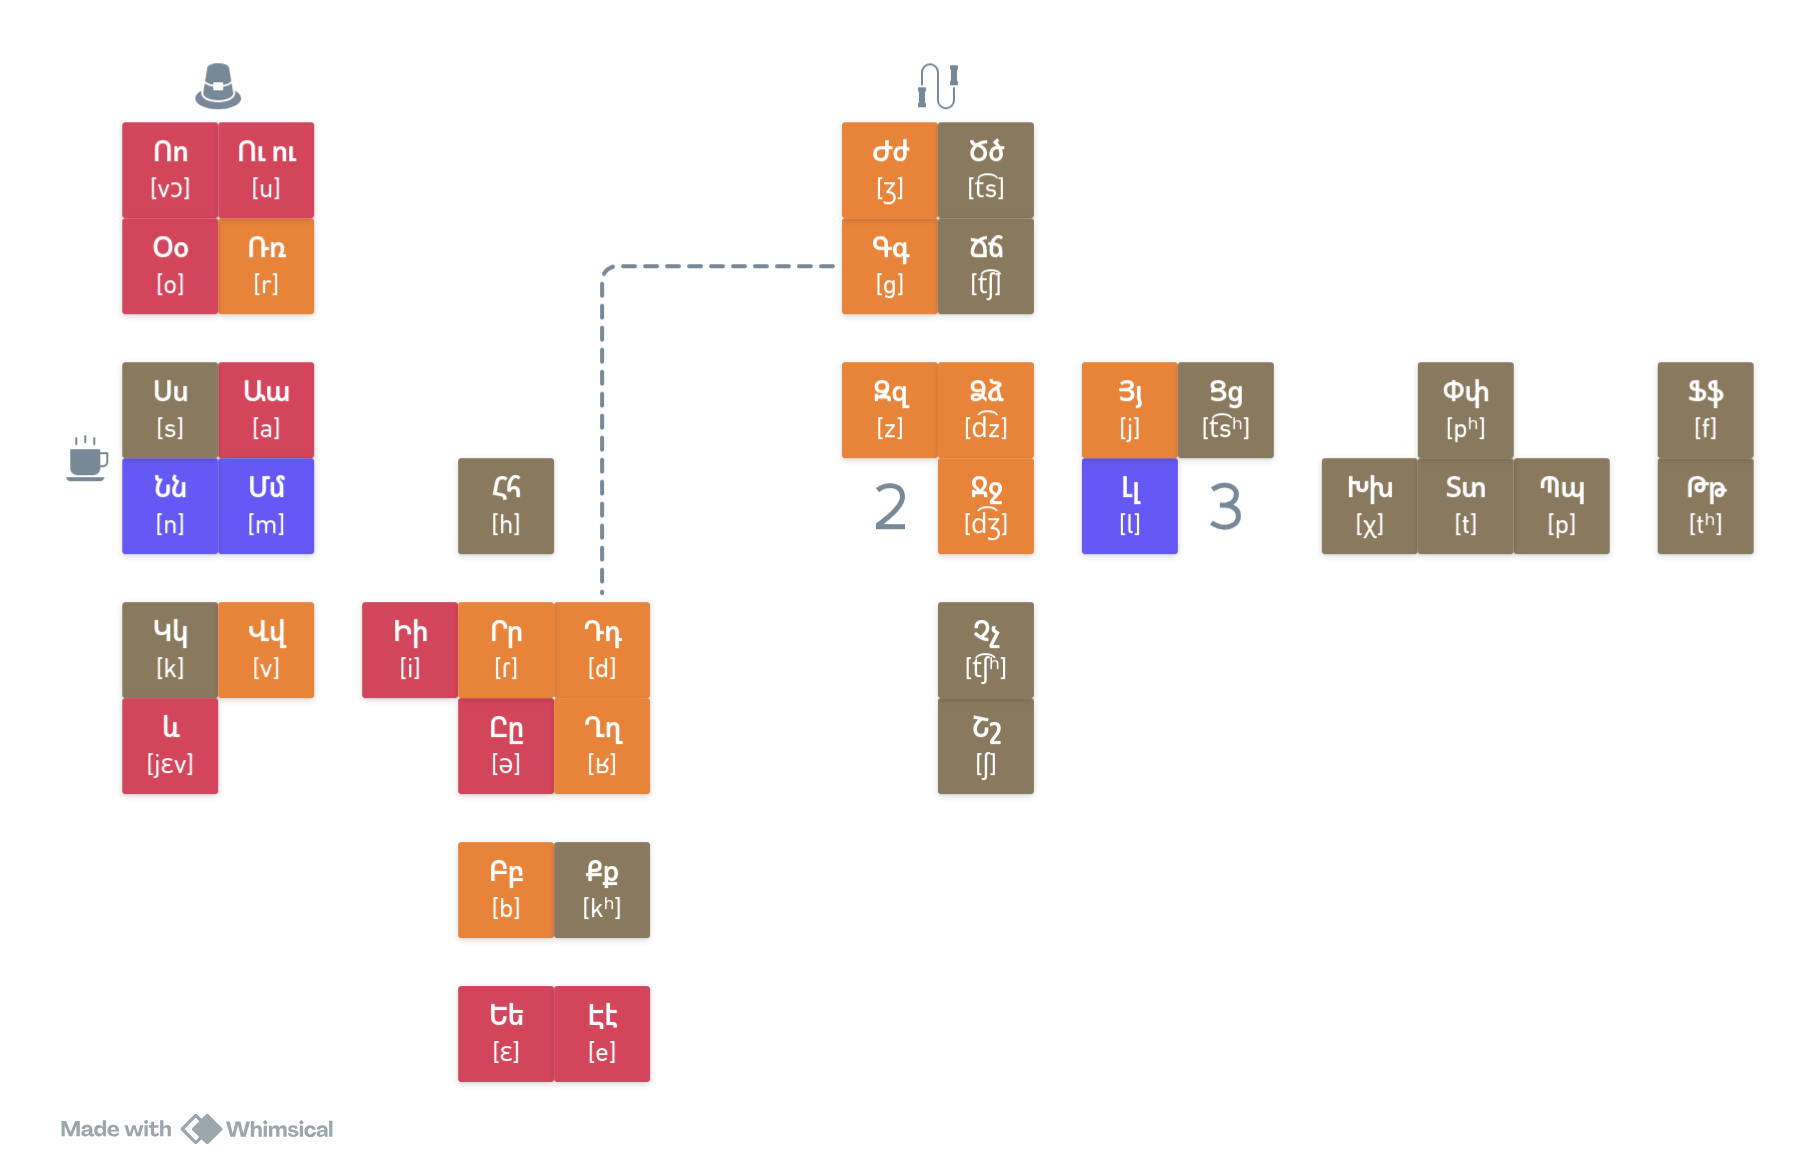 Ոո
[vɔ]
Ու ու
[u]
Օօ
[o]
Ռռ
[r]
Ժժ
[ʒ]
Ծծ
[t͡s]
Գգ
[g]
Ճճ
[t͡ʃ]
Սս
[s]
Աա
[a]
Նն
[n]
Մմ
[m]
Հհ
[h]
Զզ
[z]
Ձձ
[d͡z]
2
Ջջ
[d͡ʒ]
Յյ
[j]
Ցց
[t͡sʰ]
Լլ
[l]
3
Փփ
[pʰ]
Խխ
[χ]
Տտ
[t]
Պպ
[p]
Ֆֆ
[f]
Թթ
[tʰ]
Կկ
[k]
Վվ
[v]
և
[jɛv]
Իի
[i]
Րր
[ɾ]
Դդ
[d]
Ըը
[ə]
Ղղ
[ʁ]
Չչ
[t͡ʃʰ]
Շշ
[ʃ]
Բբ
[b]
Քք
[kʰ]
Եե
[ɛ]
Էէ
[e]
Made with Whimsical